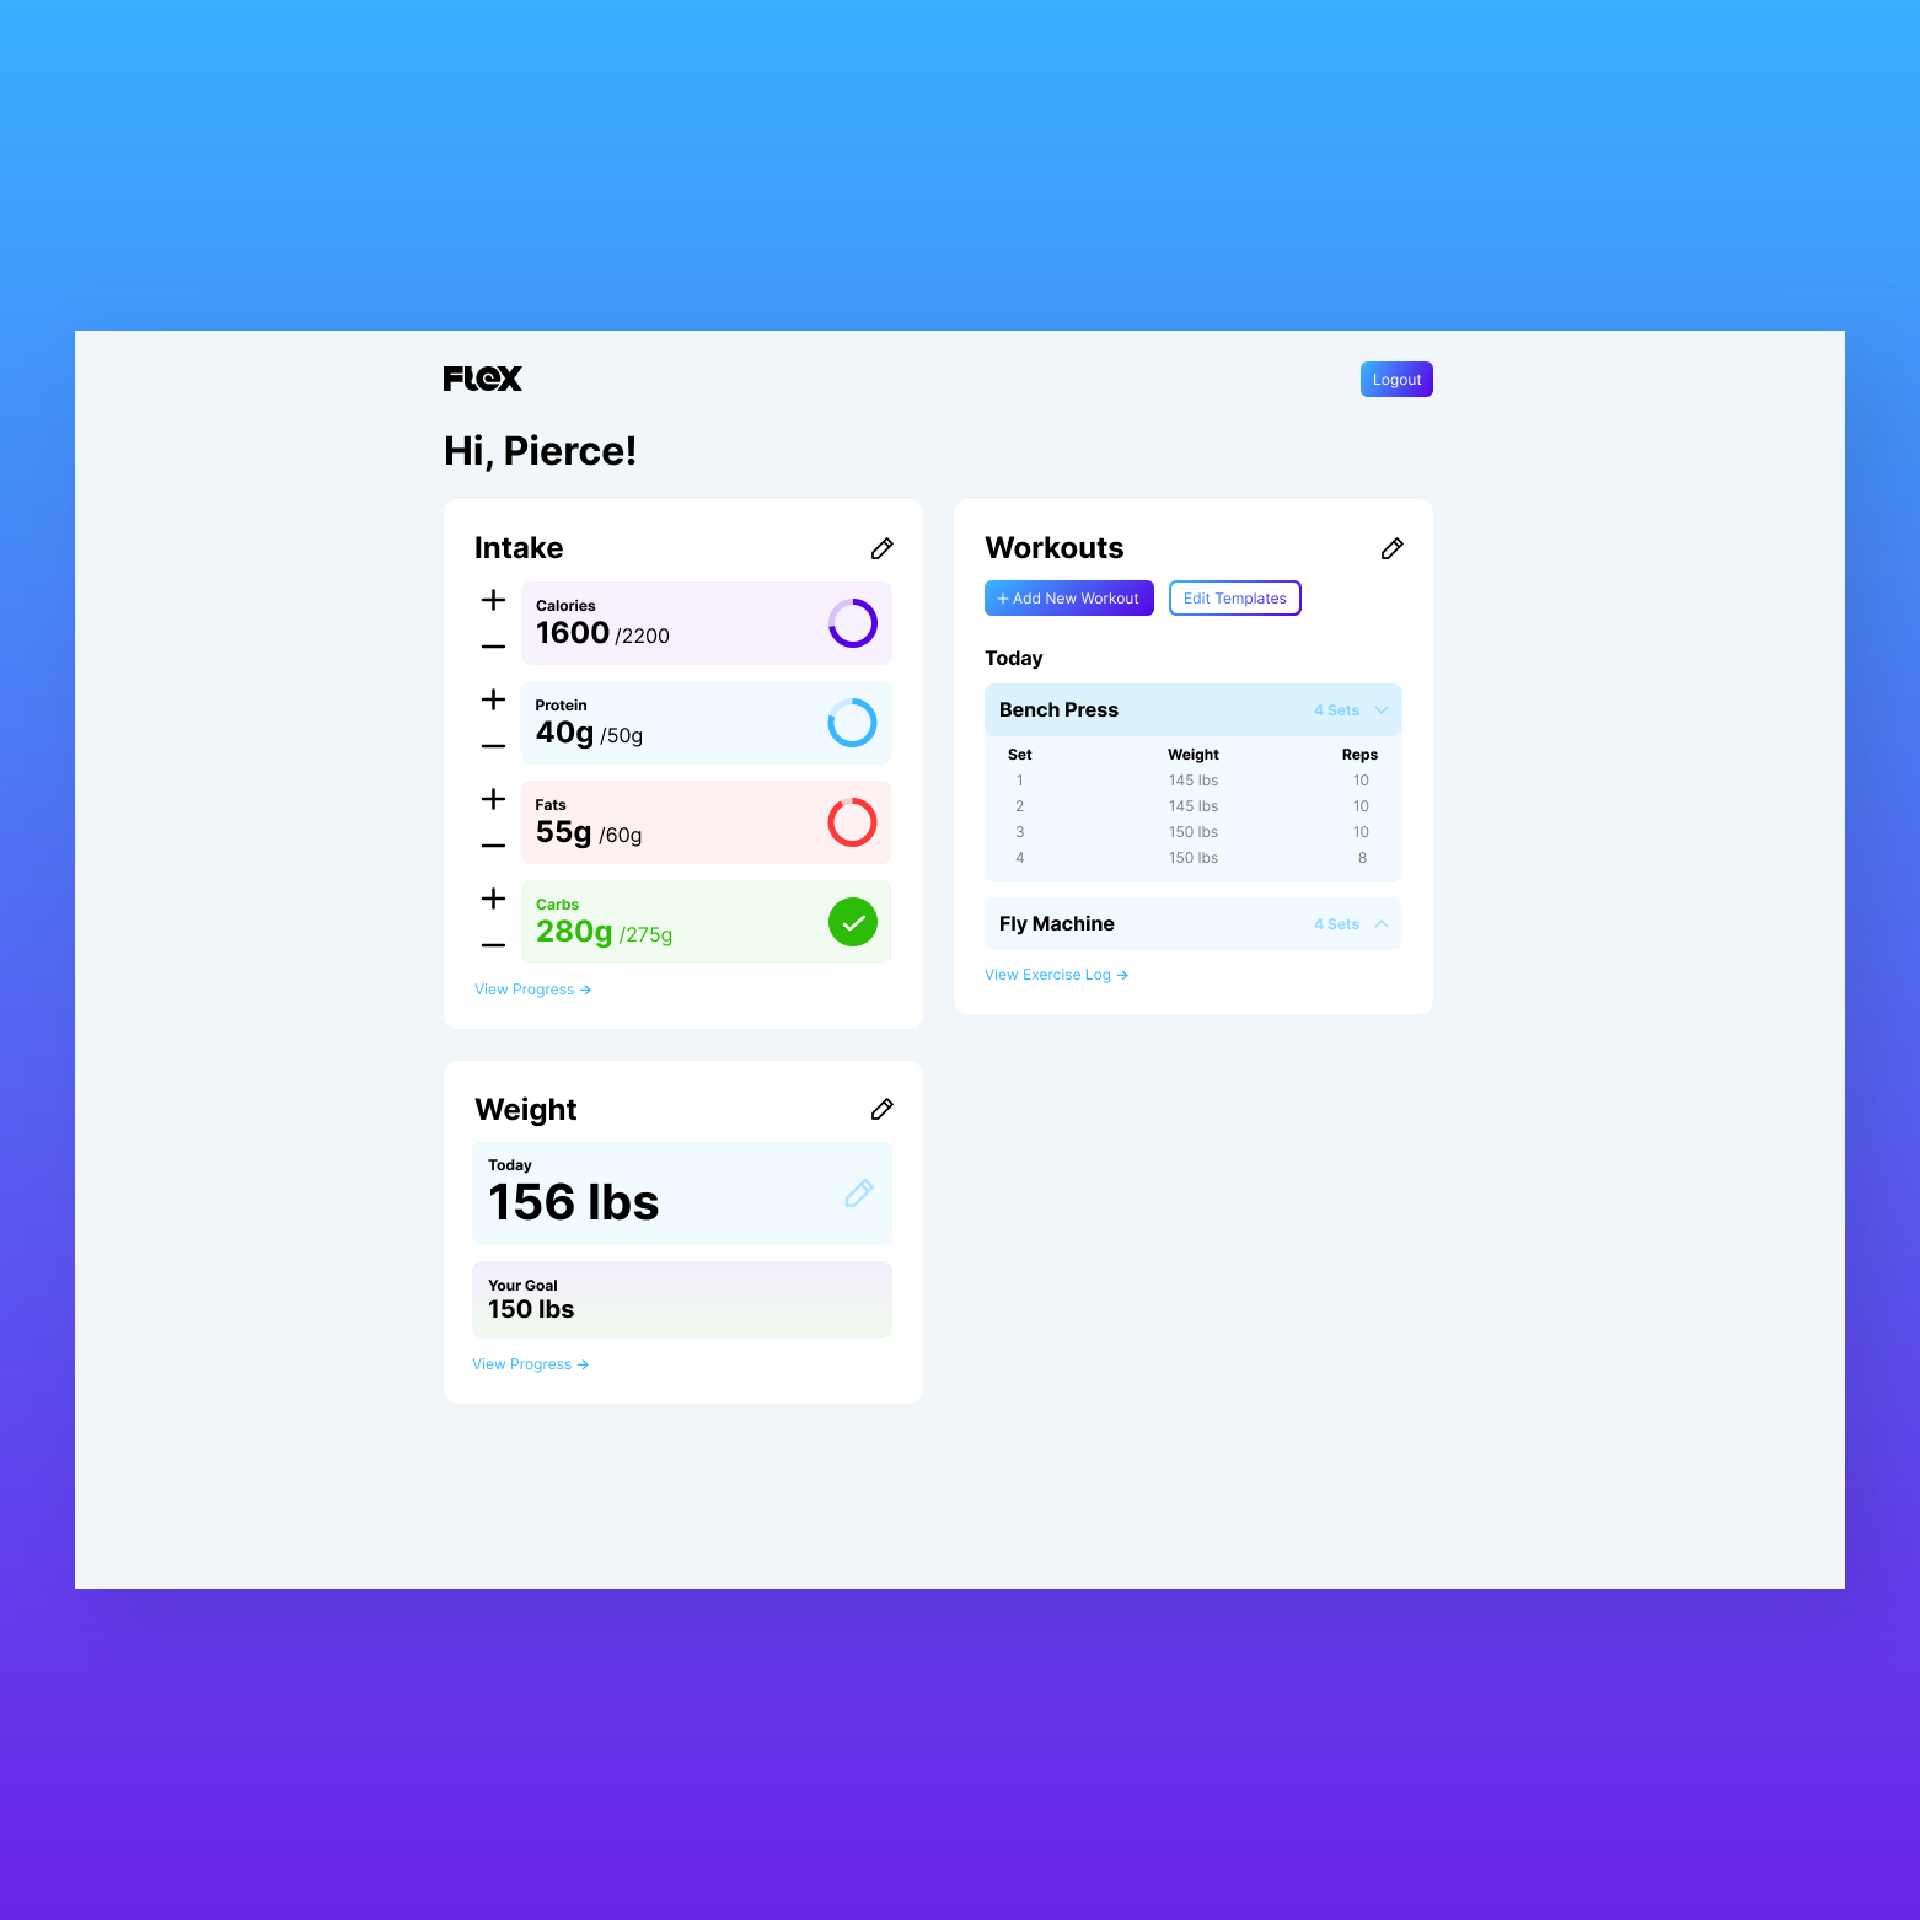 FLEX
Logout
Hi, Pierce!
Intake
Calories
1600 /2200
Protein
40g /50g
Fats
55g /60g
Carbs
280g /275g
View Progress →
Workouts
+ Add New Workout
Edit Templates
Today
Bench Press 4 Sets
Set Weight Reps
1 145 lbs 10
2 145 lbs 10
3 150 lbs 10
4 150 lbs 8
Fly Machine 4 Sets
View Exercise Log →
Weight
Today
156 lbs
Your Goal
150 lbs
View Progress →